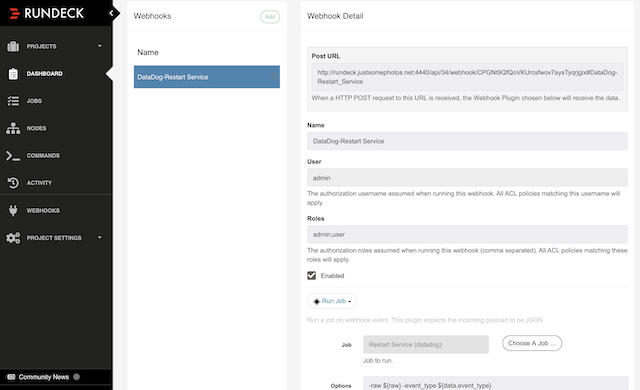 RUNDECK
PROJECTS
DASHBOARD
JOBS
NODES
COMMANDS
ACTIVITY
WEBHOOKS
PROJECT SETTINGS
Community News
Webhooks
Add
Name
DataDog-Restart Service
Webhook Detail
Post URL
http://rundeck.justsomephotos.net:4440/api/34/webhook/CPGNt9QfQoVKUrcsfwov7aysTyqrjgix#DataDog-
Restart_Service
When a HTTP POST request to this URL is received, the Webhook Plugin chosen below will receive the data.
Name
DataDog-Restart Service
User
admin
The authorization username assumed when running this webhook. All ACL policies matching this username will
apply.
Roles
admin,user
The authorization roles assumed when running this webhook (comma separated). All ACL policies matching these
roles will apply.
Enabled
Run Job
Run a job on webhook event. This plugin expects the incoming payload to be JSON
Job
Restart Service (datadog)
Choose A Job ...
Job to run.
Options
-raw ${raw} -event_type ${data.event_type}